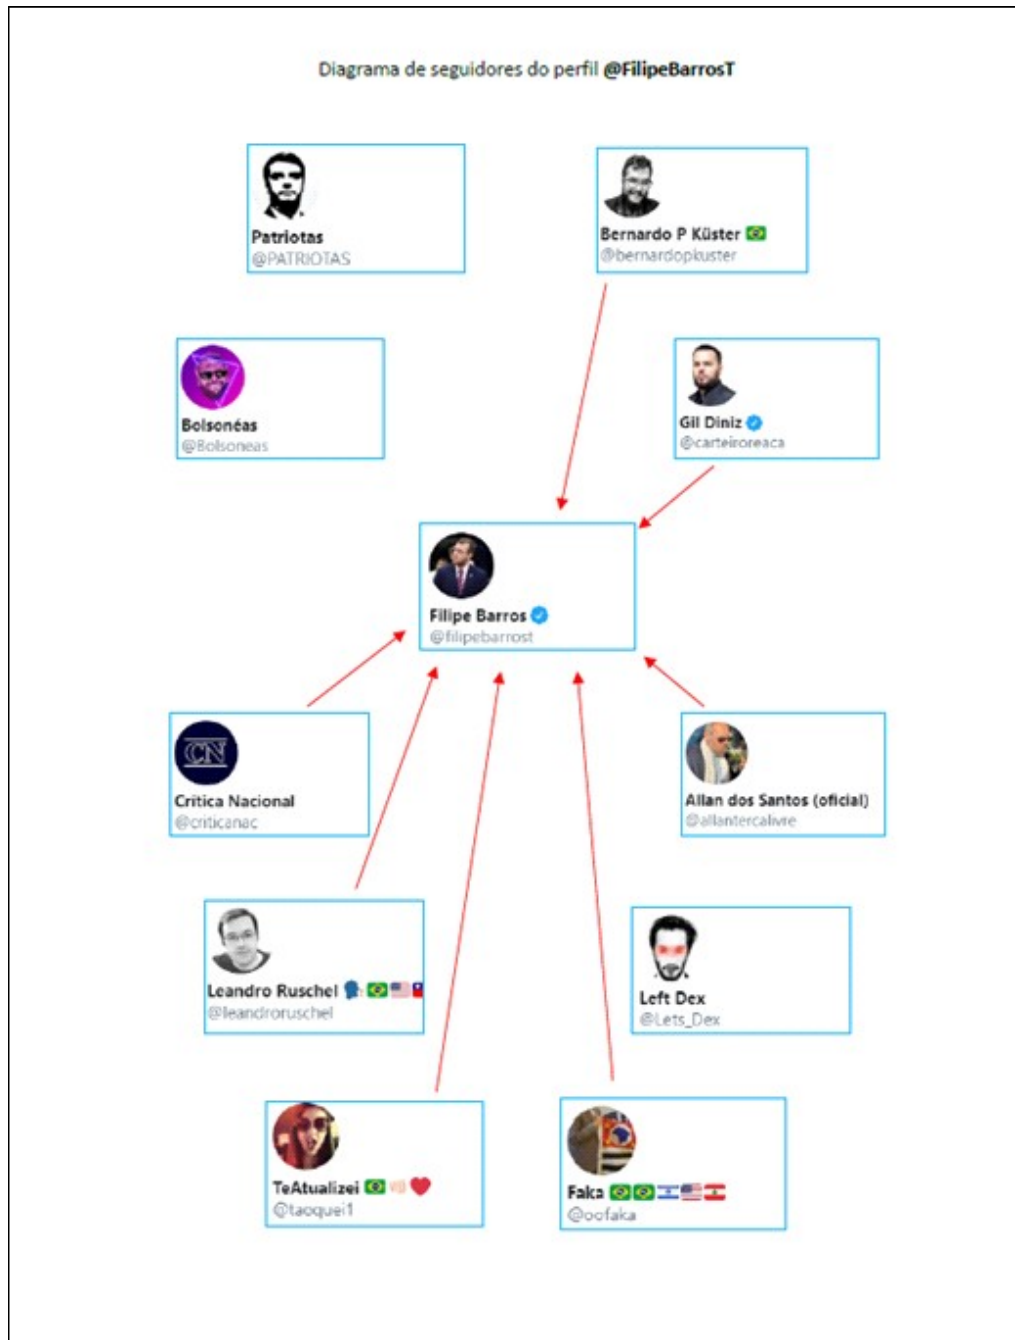 Diagrama de seguidores do perfil @FilipeBarrosT
Patriotas
@PATRIOTAS
Bernardo P Küster
@bernardopkuster
Bolsonéas
@Bolsoneas
Gil Diniz
@carteiroreaca
Filipe Barros
@filipebarrost
CN
Crítica Nacional
@criticanac
Allan dos Santos (oficial)
@allantercalivre
Leandro Ruschel
@leandroruschel
Left Dex
@Lets_Dex
TeAtualizei
@taoquei1
Faka
@oofaka